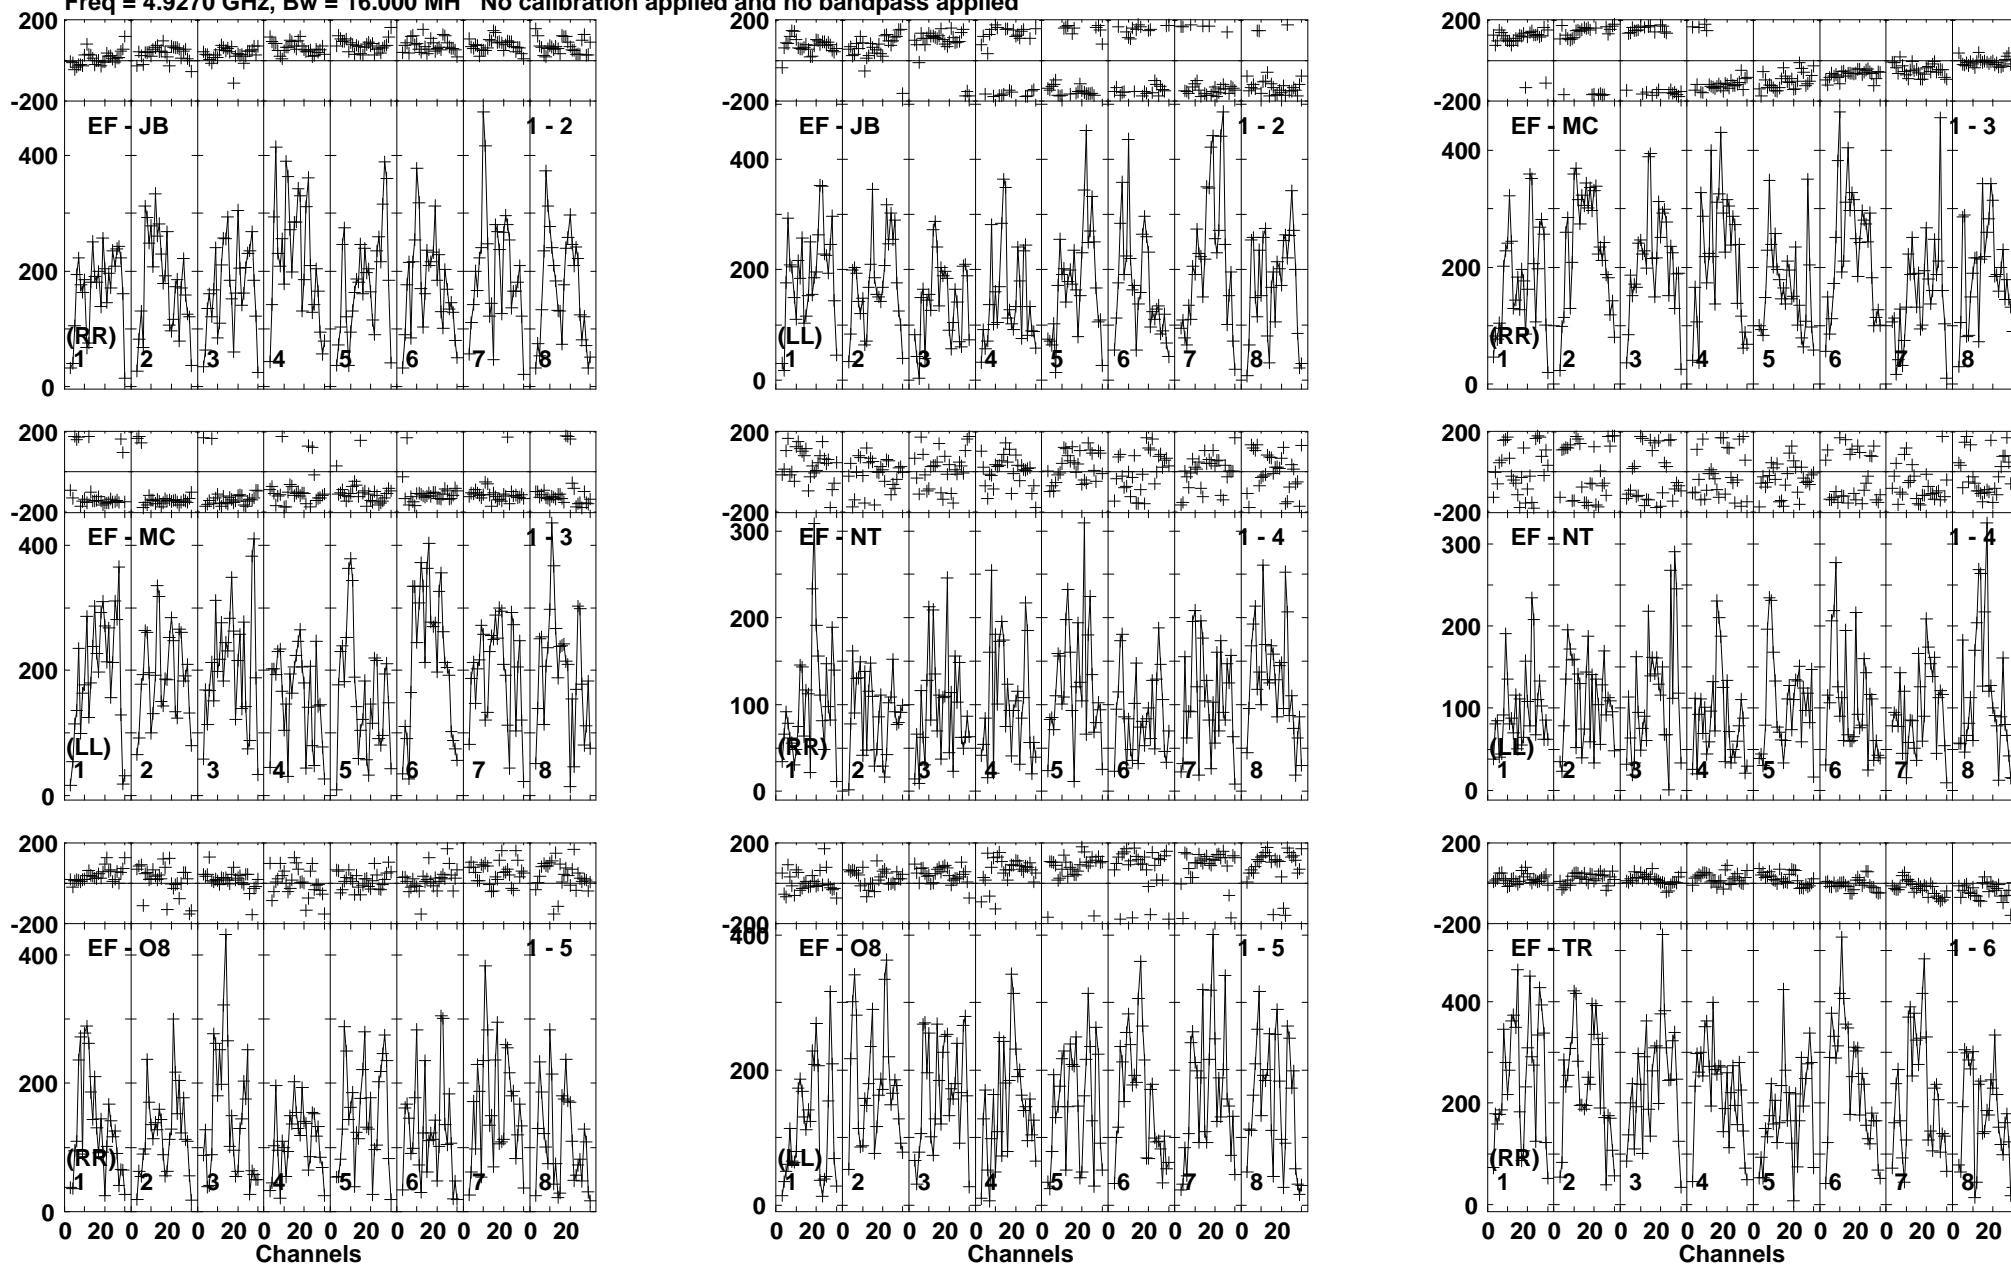 Freq = 4.9270 GHz, Bw = 16.000 MH No calibration applied and no bandpass applied
200 200 200
-200 -200 -200
EF - JB 1 - 2 EF - JB 1 - 2 EF - MC 1 - 3
400 400 400
200 200 200
(RR) (LL) (RR)
1 2 3 4 5 6 7 8 1 2 3 4 5 6 7 8 1 2 3 4 5 6 7 8
0 0 0
200 200 200
-200 -200 -200
EF - MC 1 - 3 EF - NT 1 - 4 EF - NT 1 - 4
400 300 300
200 200 200
100 100
(LL) (RR) (LL)
1 2 3 4 5 6 7 8 1 2 3 4 5 6 7 8 1 2 3 4 5 6 7 8
0 0 0
200 200 200
-200 -200 -200
EF - O8 1 - 5 EF - O8 1 - 5 EF - TR 1 - 6
400 400 400
200 200 200
(RR) (LL) (RR)
1 2 3 4 5 6 7 8 1 2 3 4 5 6 7 8 1 2 3 4 5 6 7 8
0 0 0
0 20 0 20 0 20 0 20 0 20 0 20 0 20 0 20 0 20 0 20 0 20 0 20 0 20 0 20 0 20 0 20 0 20 0 20 0 20 0 20 0 20 0 20 0 20 0 20
Channels Channels Channels